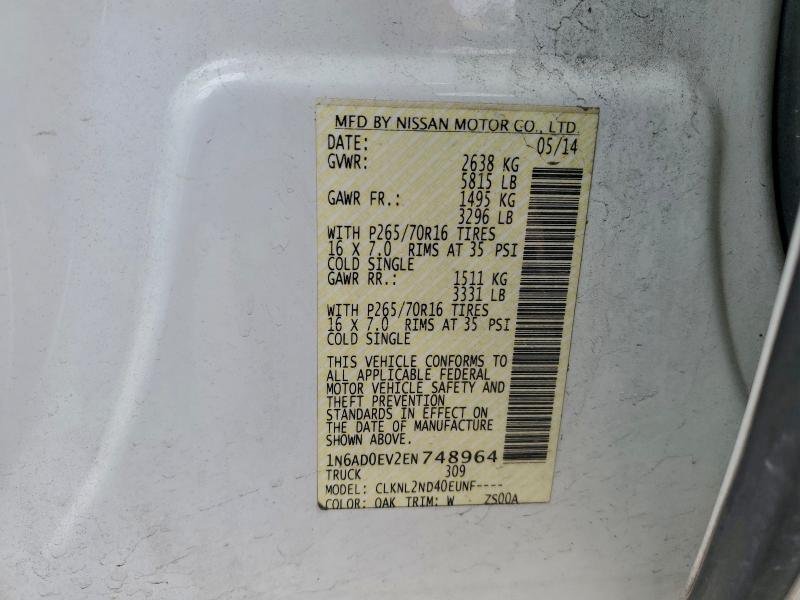 MFD BY NISSAN MOTOR CO., LTD.
DATE: 05/14
GVWR: 2638 KG
5815 LB
GAWR FR.: 1495 KG
3296 LB
WITH P265/70R16 TIRES
16 X 7.0 RIMS AT 35 PSI
COLD SINGLE
GAWR RR.: 1511 KG
3331 LB
WITH P265/70R16 TIRES
16 X 7.0 RIMS AT 35 PSI
COLD SINGLE
THIS VEHICLE CONFORMS TO
ALL APPLICABLE FEDERAL
MOTOR VEHICLE SAFETY AND
THEFT PREVENTION
STANDARDS IN EFFECT ON
THE DATE OF MANUFACTURE
SHOWN ABOVE.
1N6AD0EV2EN748964
TRUCK 309
MODEL: CLKNL2ND40EUNF----
COLOR: QAK TRIM: W ZS00A